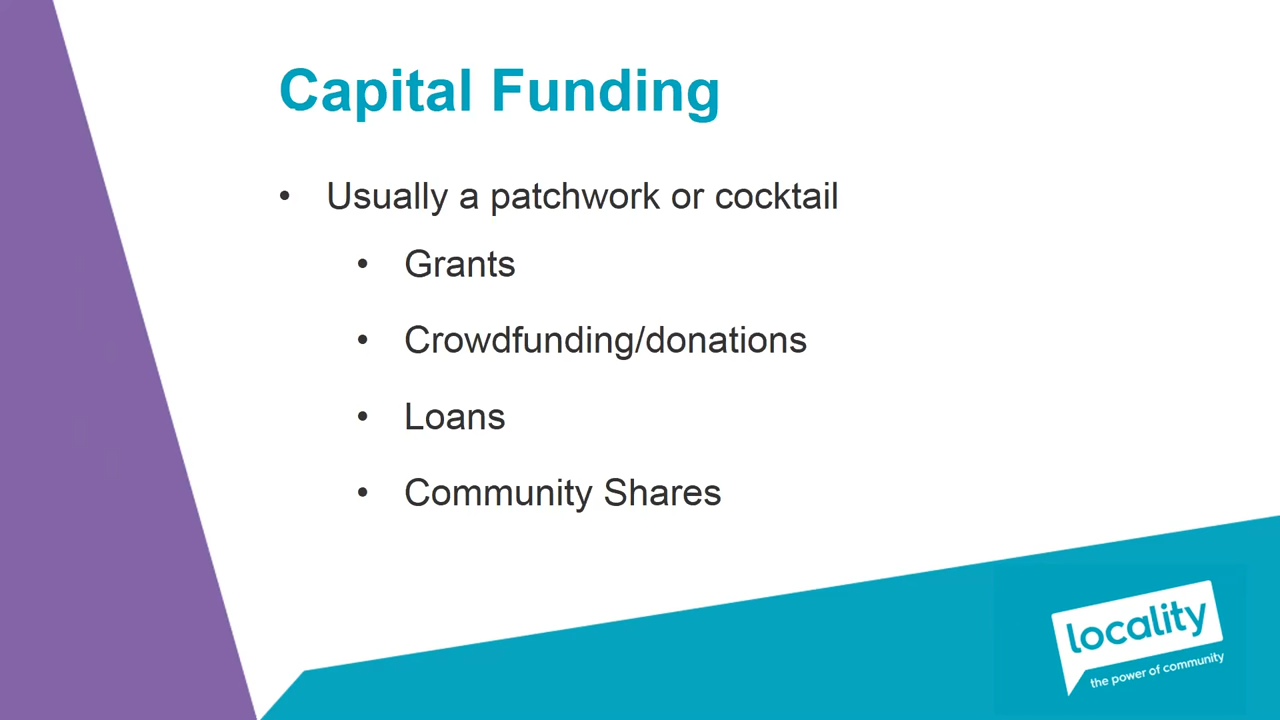 Capital Funding
• Usually a patchwork or cocktail
• Grants
• Crowdfunding/donations
• Loans
• Community Shares
locality
the power of community